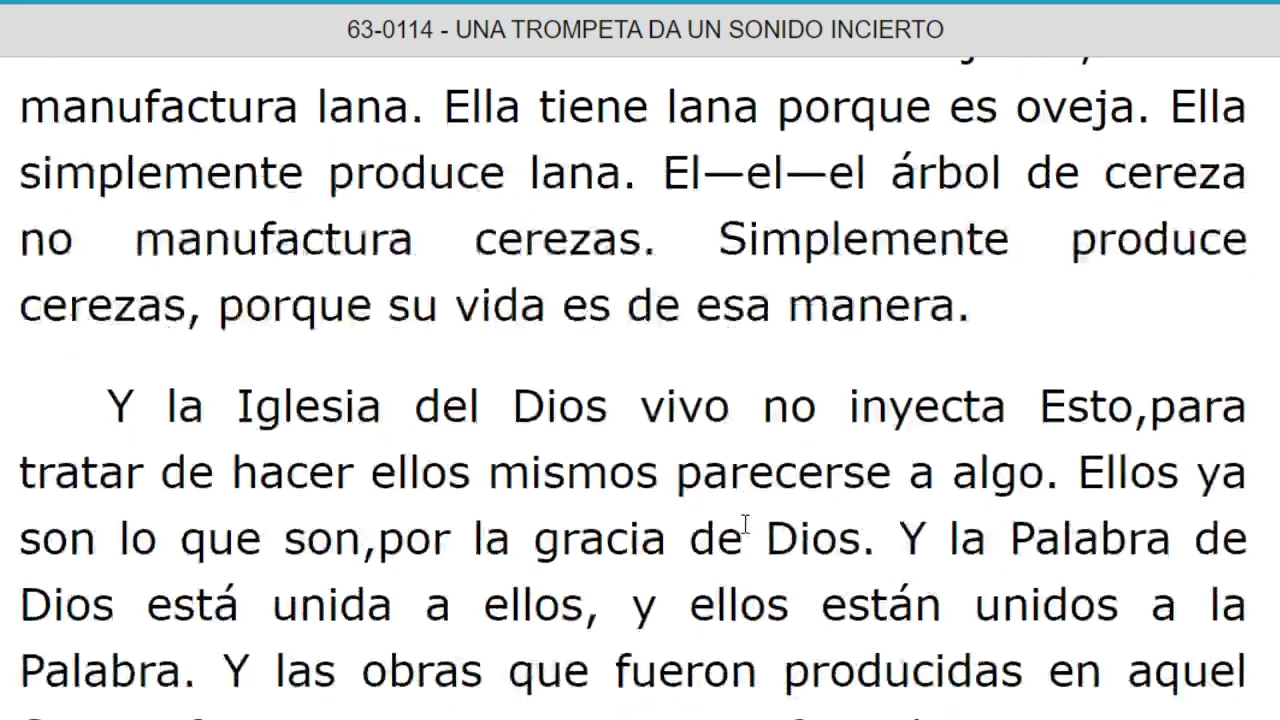 63-0114 - UNA TROMPETA DA UN SONIDO INCIERTO
manufactura lana. Ella tiene lana porque es oveja. Ella
simplemente produce lana. El—el—el árbol de cereza
no manufactura cerezas. Simplemente produce
cerezas, porque su vida es de esa manera.
Y la Iglesia del Dios vivo no inyecta Esto,para
tratar de hacer ellos mismos parecerse a algo. Ellos ya
son lo que son,por la gracia de Dios. Y la Palabra de
Dios está unida a ellos, y ellos están unidos a la
Palabra. Y las obras que fueron producidas en aquel